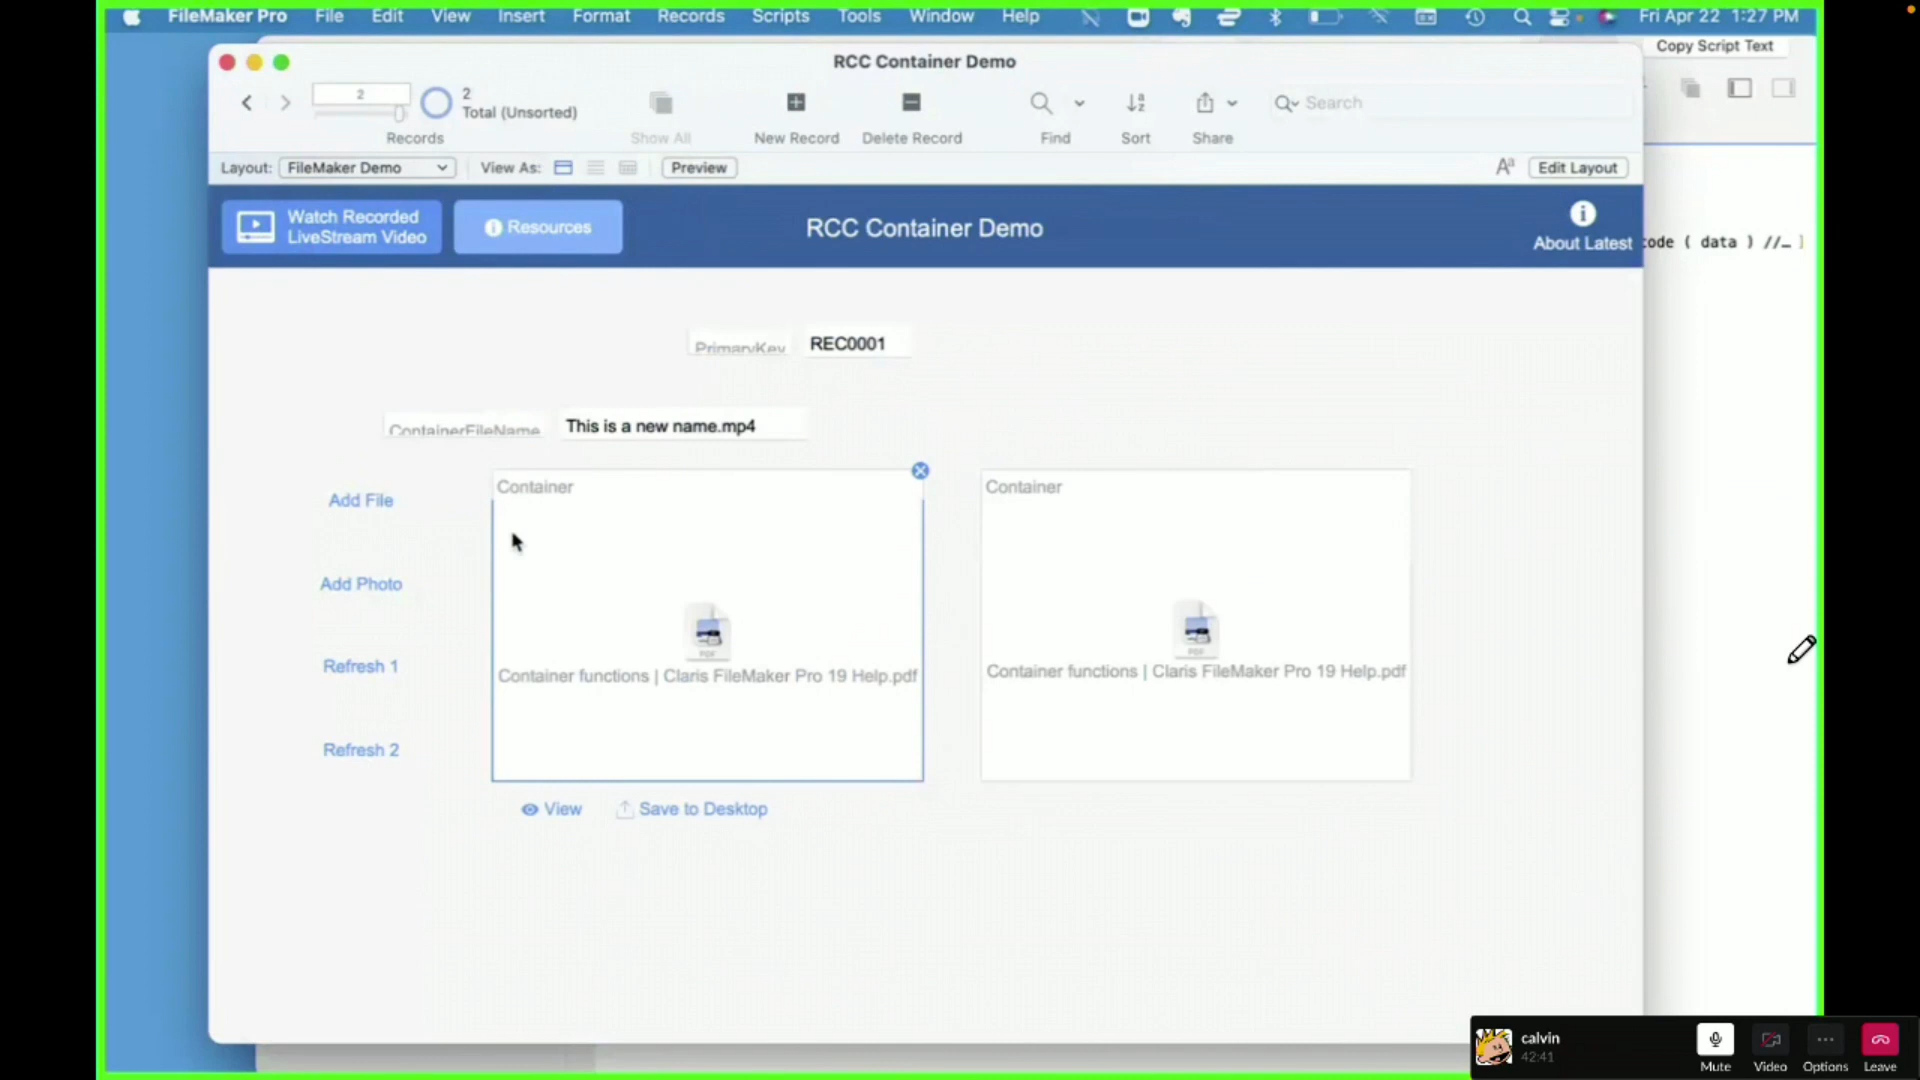 FileMaker Pro File Edit View Insert Format Records Scripts Tools Window Help Fri Apr 22 1:27 PM
Copy Script Text
RCC Container Demo
2
2
Total (Unsorted)
Search
Records Show All New Record Delete Record Find Sort Share
Layout: FileMaker Demo View As: Preview Aa Edit Layout
Watch Recorded
LiveStream Video
Resources
RCC Container Demo
About Latest
code ( data ) //… ]
PrimaryKey REC0001
ContainerFileName This is a new name.mp4
Container Container
Add File
Add Photo
PDF PDF
Refresh 1
Container functions | Claris FileMaker Pro 19 Help.pdf Container functions | Claris FileMaker Pro 19 Help.pdf
Refresh 2
View Save to Desktop
calvin
42:41
Mute Video Options Leave